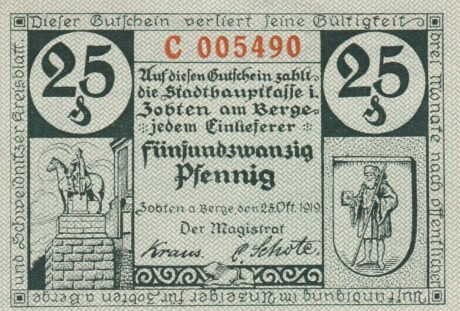 Dieser Gutschein verliert seine Gültigkeit
drei Monate nach öffentlicher
Ankündigung im Anzeiger für Zobten a. Berge
und Schweidnitzer Kreisblatt.
C 005490
25
₰
25
₰
Auf diesen Gutschein zahlt
die Stadthauptkasse i.
Zobten am Berge
jedem Einlieferer
fünfundzwanzig
Pfennig
Zobten a Berge den 25. Okt. 1919
Der Magistrat
Kraus